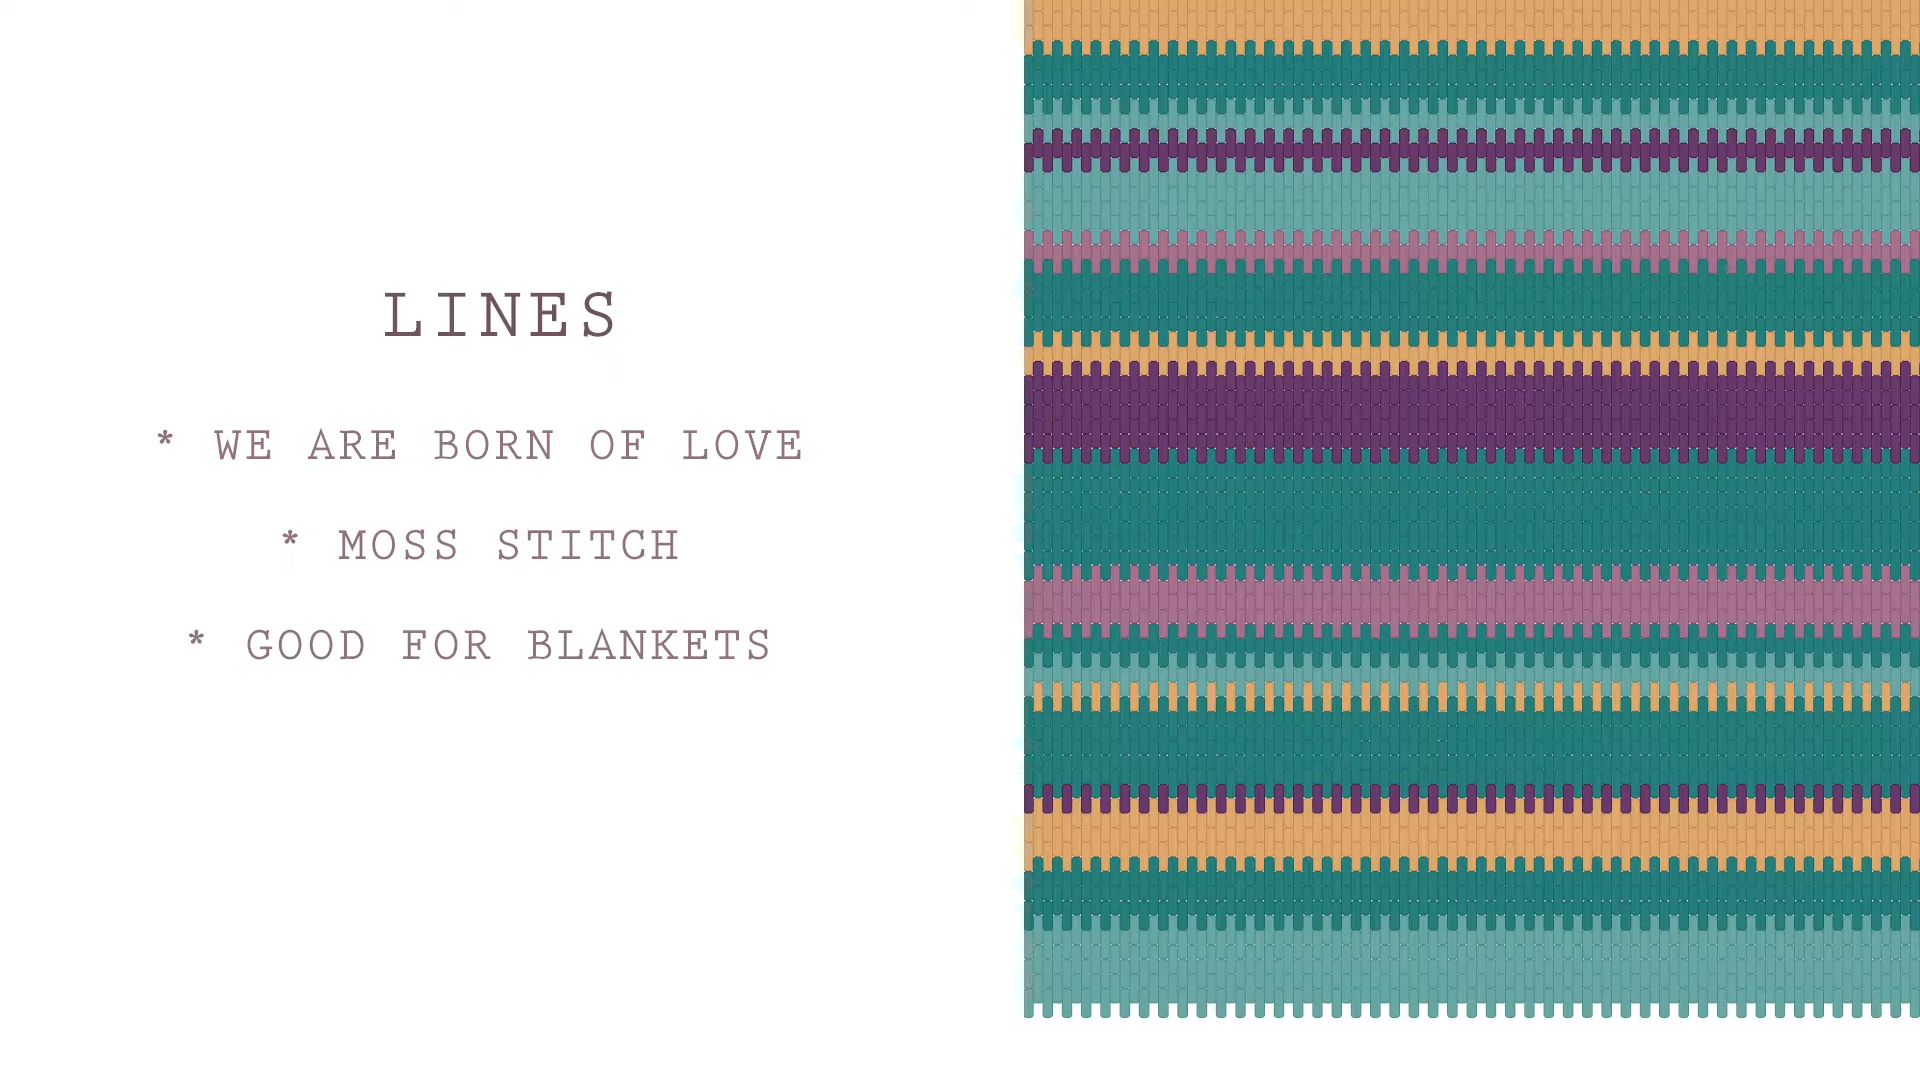 LINES
* WE ARE BORN OF LOVE
* MOSS STITCH
* GOOD FOR BLANKETS